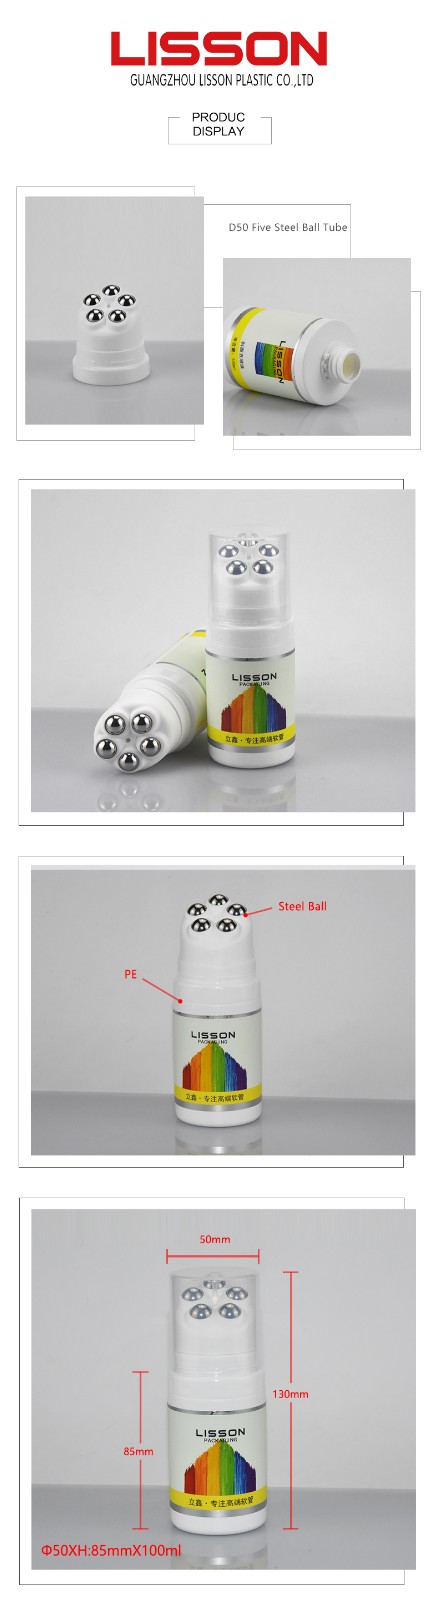 LISSON
GUANGZHOU LISSON PLASTIC CO.,LTD
PRODUC
DISPLAY
D50 Five Steel Ball Tube
LISSON
LISSON
PACKAGING
立鑫·专注高端软管
Steel Ball
PE
LISSON
PACKAGING
立鑫·专注高端软管
50mm
130mm
LISSON
PACKAGING
85mm
立鑫·专注高端软管
Φ50XH:85mmX100ml